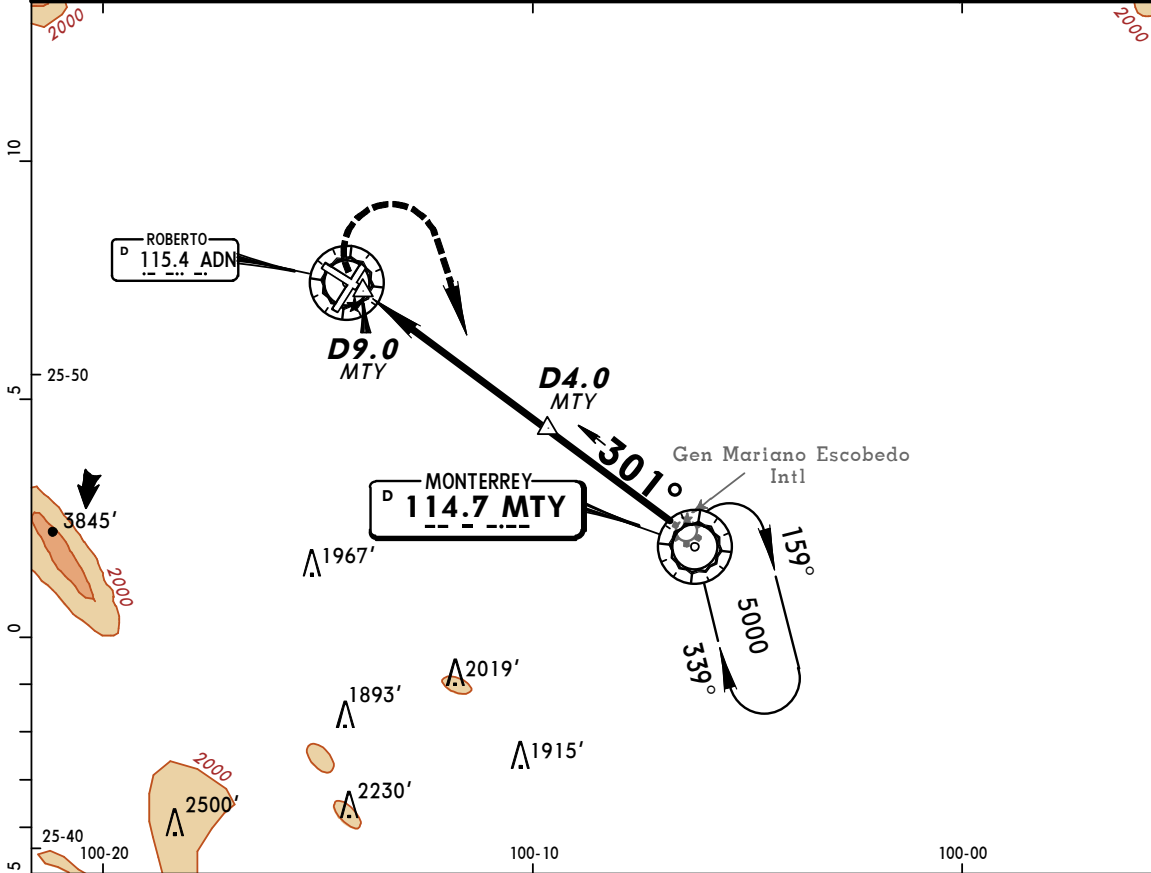 2000
2000
10
ROBERTO
D 115.4 ADN
D9.0
MTY
25-50
5
D4.0
MTY
301°
Gen Mariano Escobedo
Intl
MONTERREY
D 114.7 MTY
3845'
2000
1967'
159°
5000
339°
0
2019'
1893'
1915'
2000
2230'
2500'
25-40
5
100-20
100-10
100-00